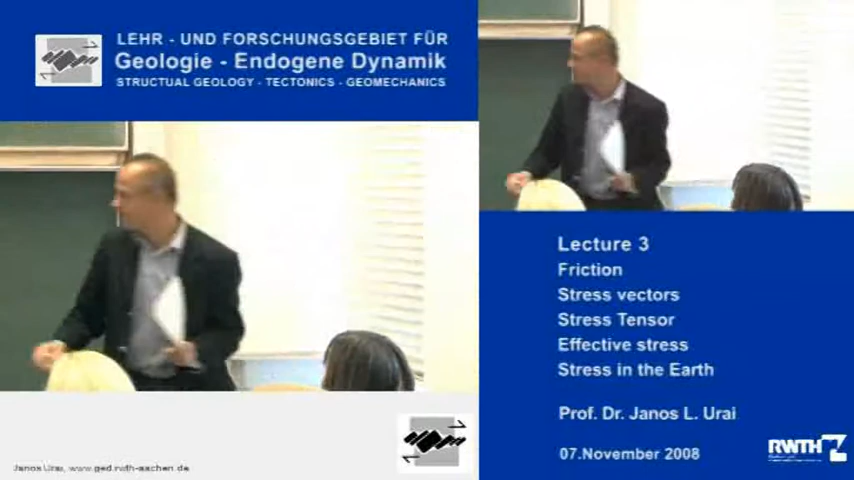 LEHR - UND FORSCHUNGSGEBIET FÜR
Geologie - Endogene Dynamik
STRUCTUAL GEOLOGY - TECTONICS - GEOMECHANICS
Lecture 3
Friction
Stress vectors
Stress Tensor
Effective stress
Stress in the Earth
Prof. Dr. Janos L. Urai
07.November 2008
RWTH
Janos Urai, www.ged.rwth-aachen.de